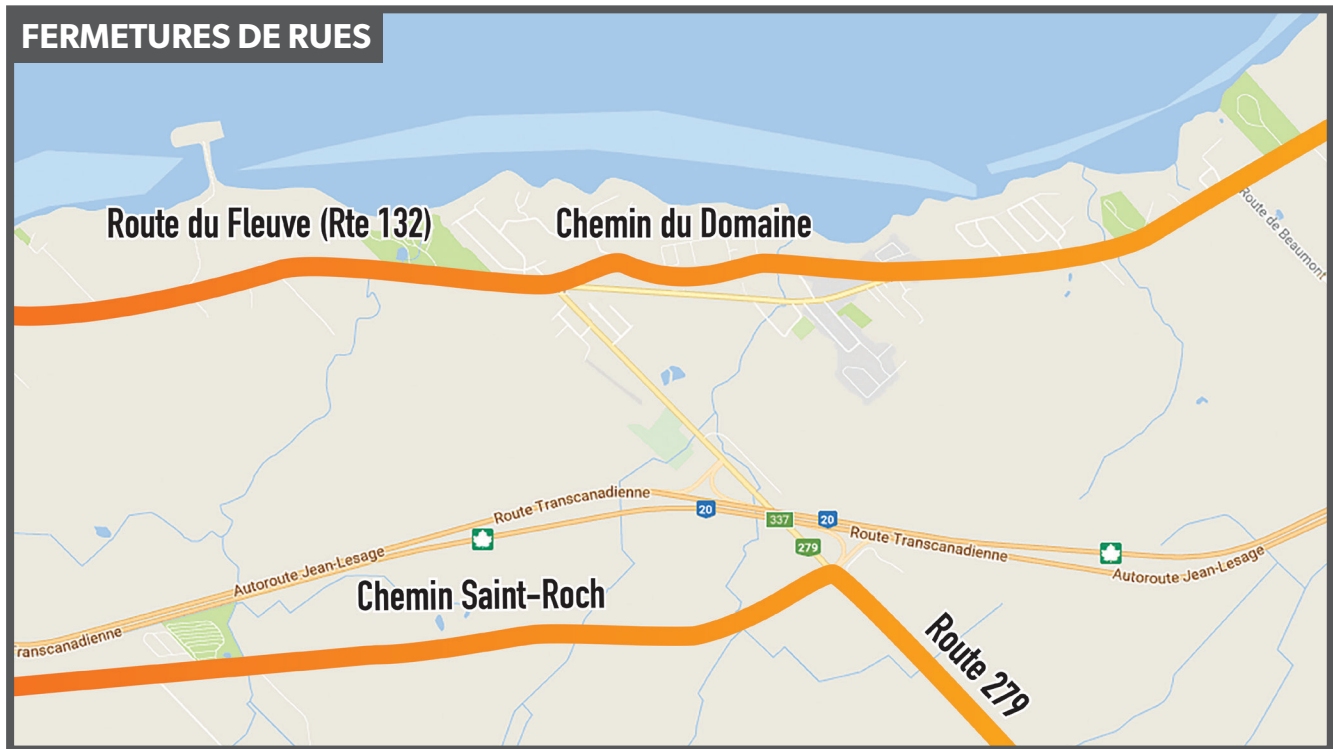 FERMETURES DE RUES
Route du Fleuve (Rte 132)
Chemin du Domaine
Route de Beaumont
Route Transcanadienne
20
337
20
279
Route Transcanadienne
Autoroute Jean-Lesage
Autoroute Jean-Lesage
Chemin Saint-Roch
ranscanadienne
Route 279